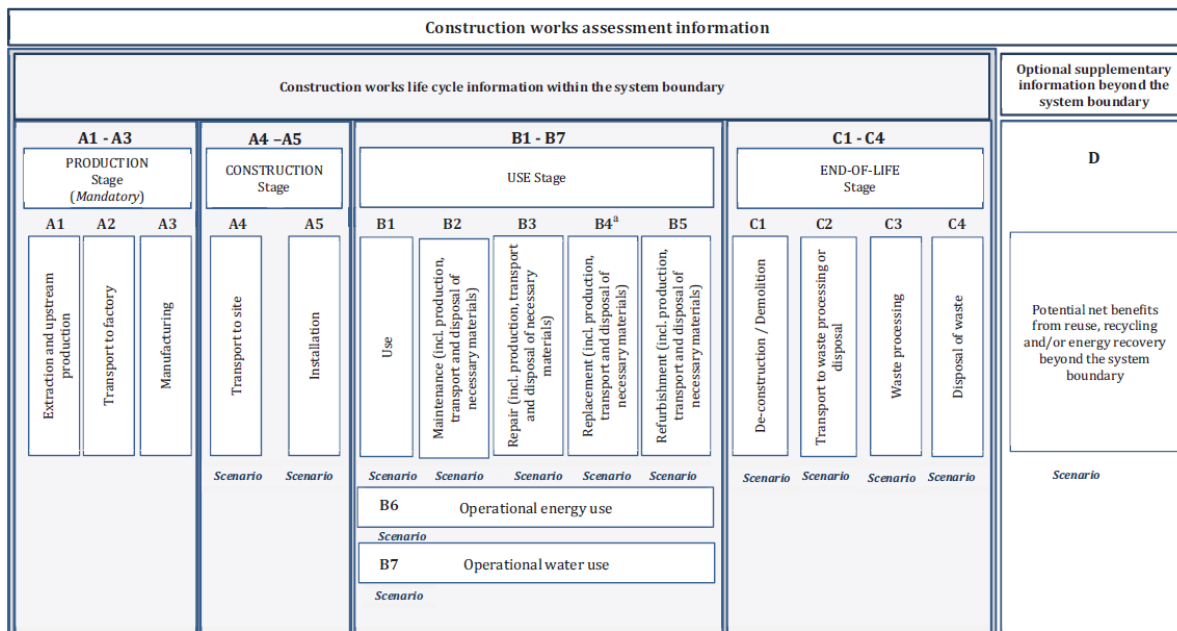 Construction works assessment information
Construction works life cycle information within the system boundary
Optional supplementary
information beyond the
system boundary
A1 - A3
PRODUCTION
Stage
(Mandatory)
A4 –A5
CONSTRUCTION
Stage
B1 - B7
USE Stage
C1 - C4
END-OF-LIFE
Stage
D
A1
A2
A3
A4
A5
B1
B2
B3
B4ª
B5
C1
C2
C3
C4
Extraction and upstream
production
Transport to factory
Manufacturing
Transport to site
Installation
Use
Maintenance (incl. production,
transport and disposal of
necessary materials)
Repair (incl. production, transport
and disposal of necessary
materials)
Replacement (incl. production,
transport and disposal of
necessary materials)
Refurbishment (incl. production,
transport and disposal of
necessary materials)
De-construction / Demolition
Transport to waste processing or
disposal
Waste processing
Disposal of waste
Potential net benefits
from reuse, recycling
and/or energy recovery
beyond the system
boundary
Scenario
Scenario
Scenario
Scenario
Scenario
Scenario
Scenario
Scenario
Scenario
Scenario
Scenario
Scenario
B6
Operational energy use
Scenario
B7
Operational water use
Scenario